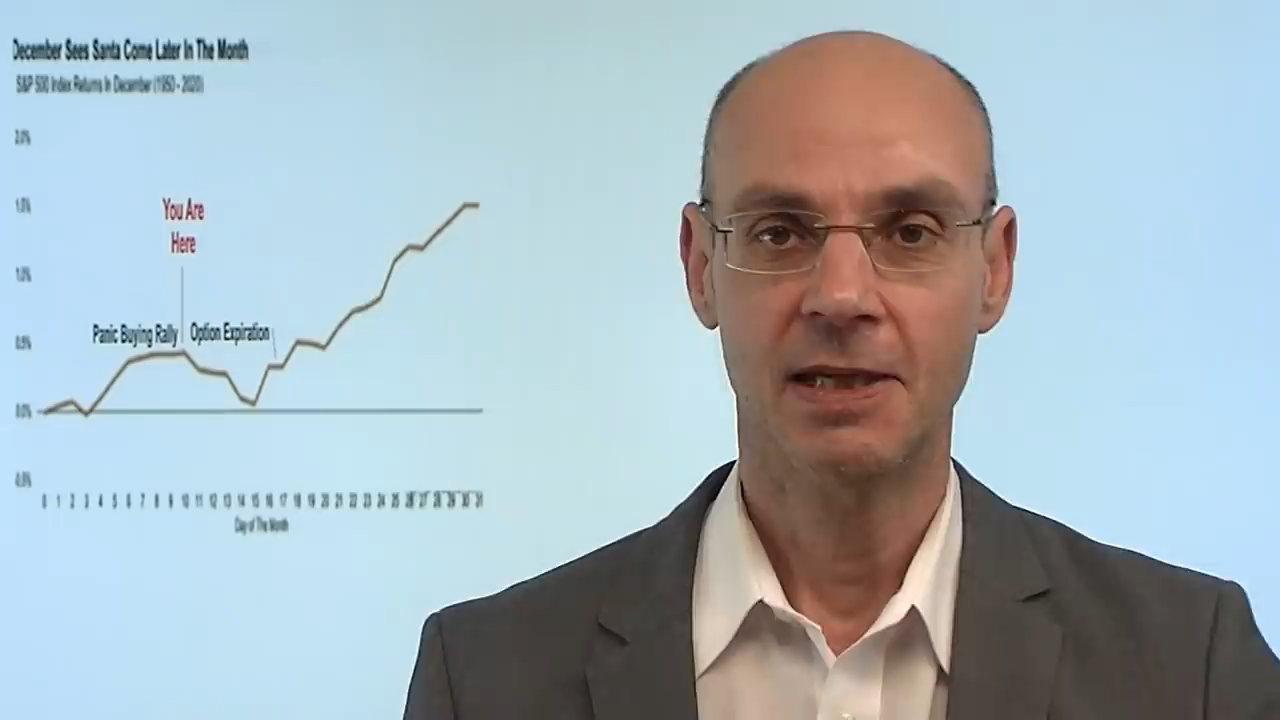 December Sees Santa Come Later In The Month
S&P 500 Index Returns In December (1950 - 2020)
2.0%
1.5%
You Are
Here
1.0%
Panic Buying Rally
Option Expiration
0.5%
0.0%
-0.5%
0 1 2 3 4 5 6 7 8 9 10 11 12 13 14 15 16 17 18 19 20 21 22 23 24 25 26 27 28 29 30 31
Day of The Month